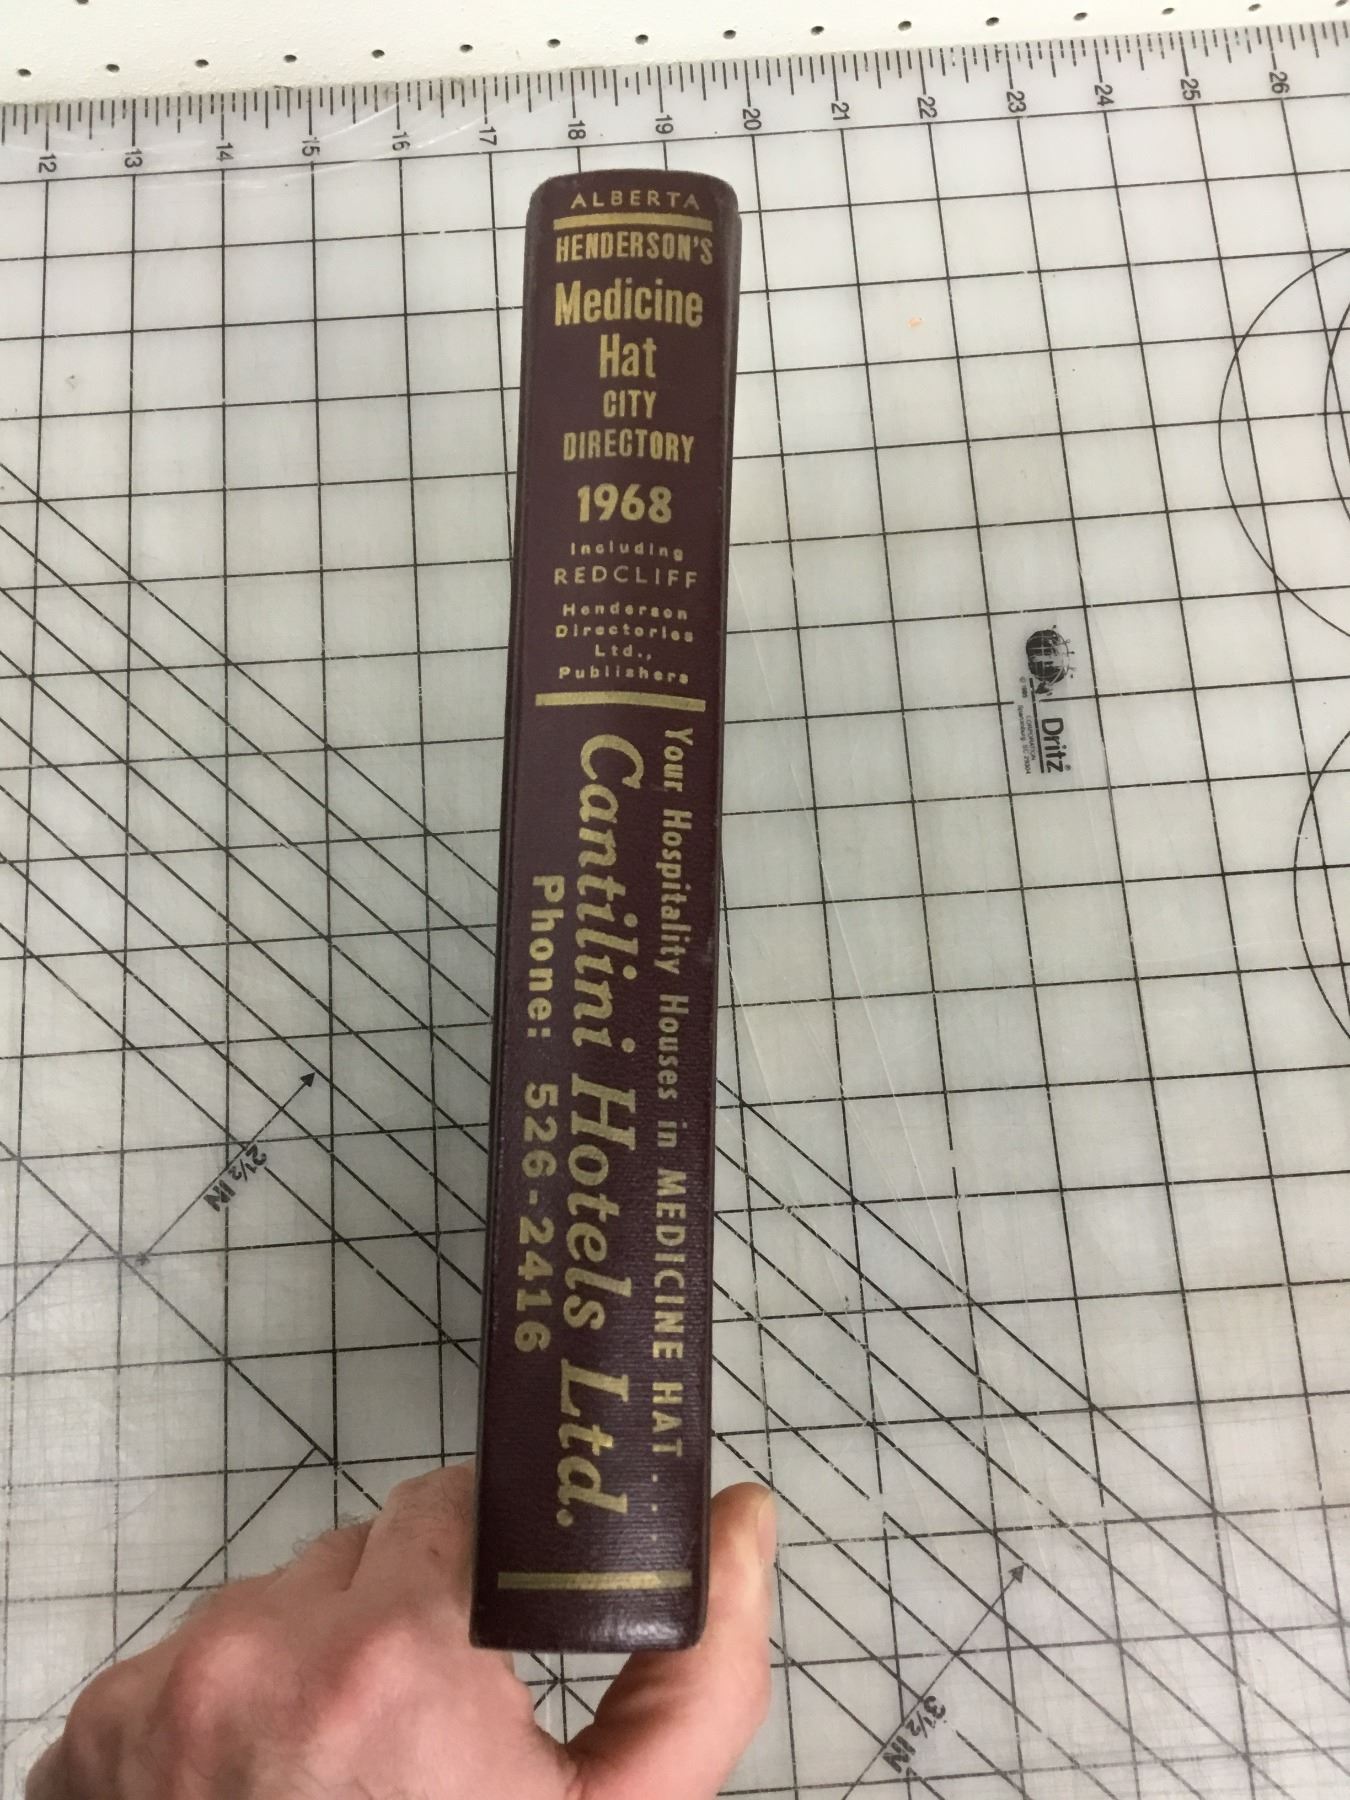 12 13 14 15 16 17 18 19 20 21 22 23 24 25 26
ALBERTA
HENDERSON'S
Medicine
Hat
CITY
DIRECTORY
1968
Including
REDCLIFF
Henderson
Directories
Ltd.,
Publishers
Your Hospitality Houses in MEDICINE HAT . . . .
Cantilini Hotels Ltd.
Phone: 526-2416
Dritz®
CORPORATION
2½ IN
3½ IN